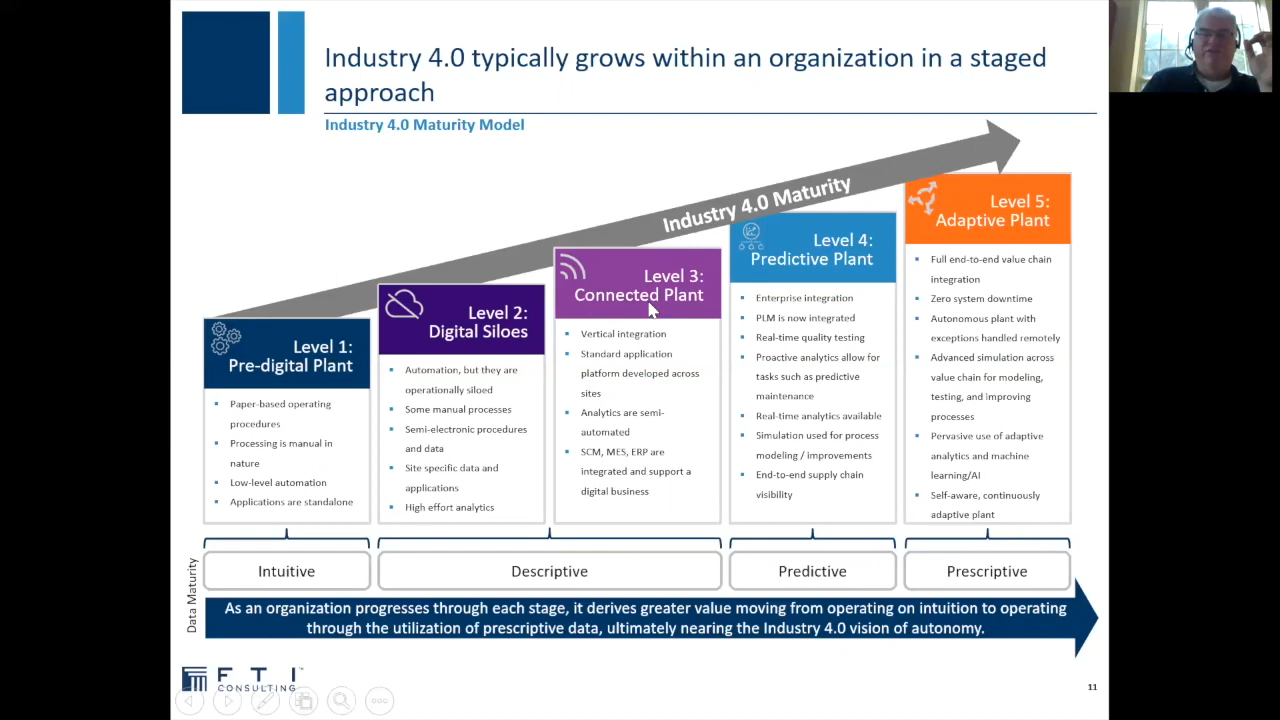 Industry 4.0 typically grows within an organization in a staged
approach
Industry 4.0 Maturity Model
Industry 4.0 Maturity
Level 1:
Pre-digital Plant
Paper-based operating
procedures
Processing is manual in
nature
Low-level automation
Applications are standalone
Level 2:
Digital Siloes
Automation, but they are
operationally siloed
Some manual processes
Semi-electronic procedures
and data
Site specific data and
applications
High effort analytics
Level 3:
Connected Plant
Vertical integration
Standard application
platform developed across
sites
Analytics are semi-
automated
SCM, MES, ERP are
integrated and support a
digital business
Level 4:
Predictive Plant
Enterprise integration
PLM is now integrated
Real-time quality testing
Proactive analytics allow for
tasks such as predictive
maintenance
Real-time analytics available
Simulation used for process
modeling / improvements
End-to-end supply chain
visibility
Level 5:
Adaptive Plant
Full end-to-end value chain
integration
Zero system downtime
Autonomous plant with
exceptions handled remotely
Advanced simulation across
value chain for modeling,
testing, and improving
processes
Pervasive use of adaptive
analytics and machine
learning/AI
Self-aware, continuously
adaptive plant
Data Maturity
Intuitive
Descriptive
Predictive
Prescriptive
As an organization progresses through each stage, it derives greater value moving from operating on intuition to operating
through the utilization of prescriptive data, ultimately nearing the Industry 4.0 vision of autonomy.
F T I ™
CONSULTING
11